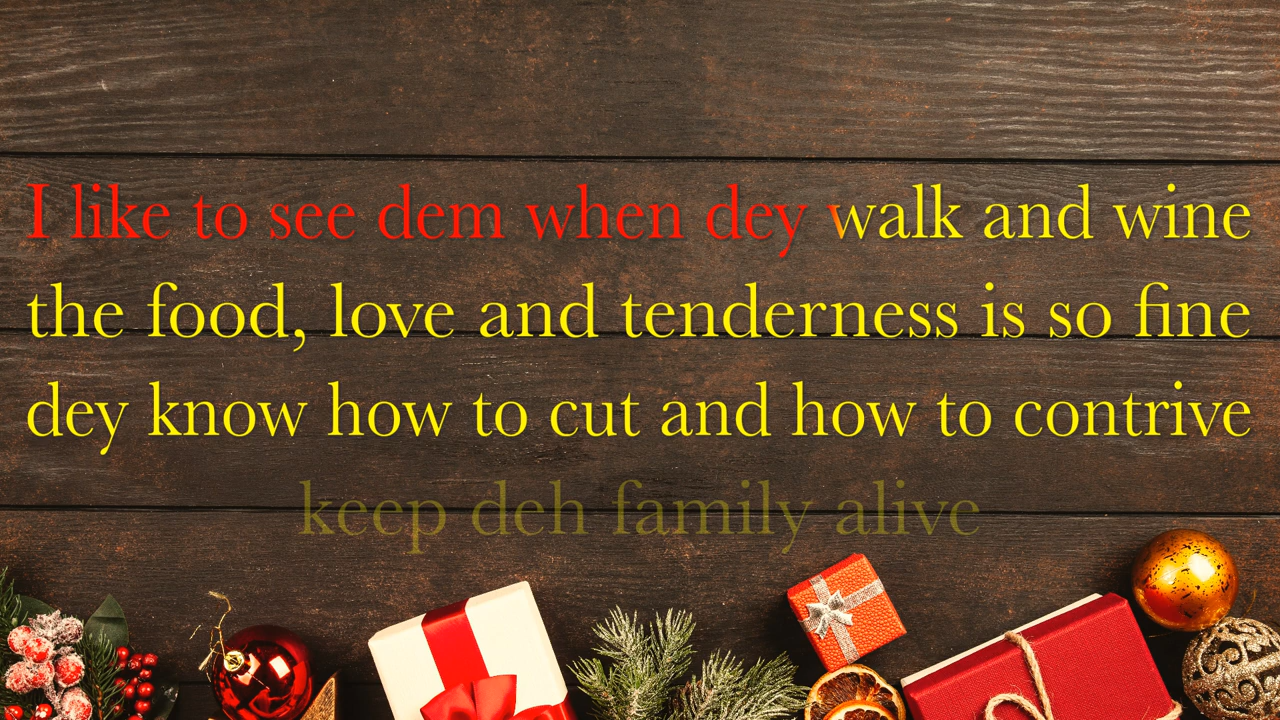 I like to see dem when dey walk and wine
the food, love and tenderness is so fine
dey know how to cut and how to contrive
keep deh family alive